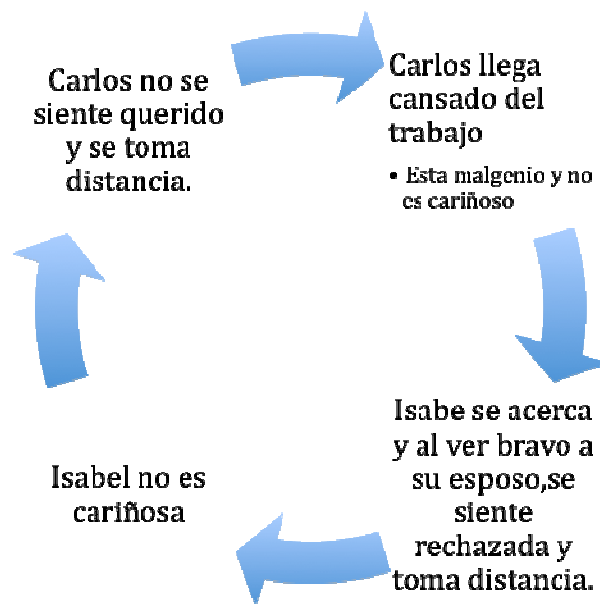 Carlos no se
siente querido
y se toma
distancia.
Carlos llega
cansado del
trabajo
• Esta malgenio y no
es cariñoso
Isabe se acerca
y al ver bravo a
su esposo,se
siente
rechazada y
toma distancia.
Isabel no es
cariñosa